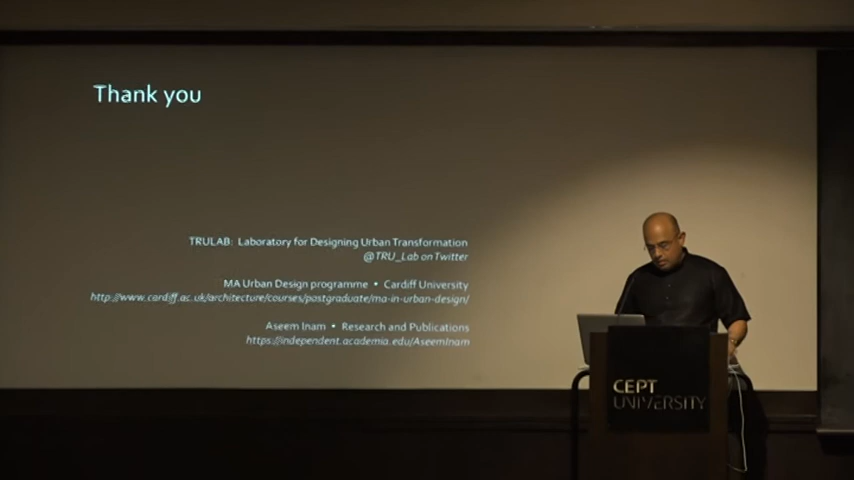 Thank you
TRULAB: Laboratory for Designing Urban Transformation
@TRU_Lab on Twitter
MA Urban Design programme • Cardiff University
http://www.cardiff.ac.uk/architecture/courses/postgraduate/ma-in-urban-design/
Aseem Inam • Research and Publications
https://independent.academia.edu/AseemInam
CEPT
UNIVERSITY